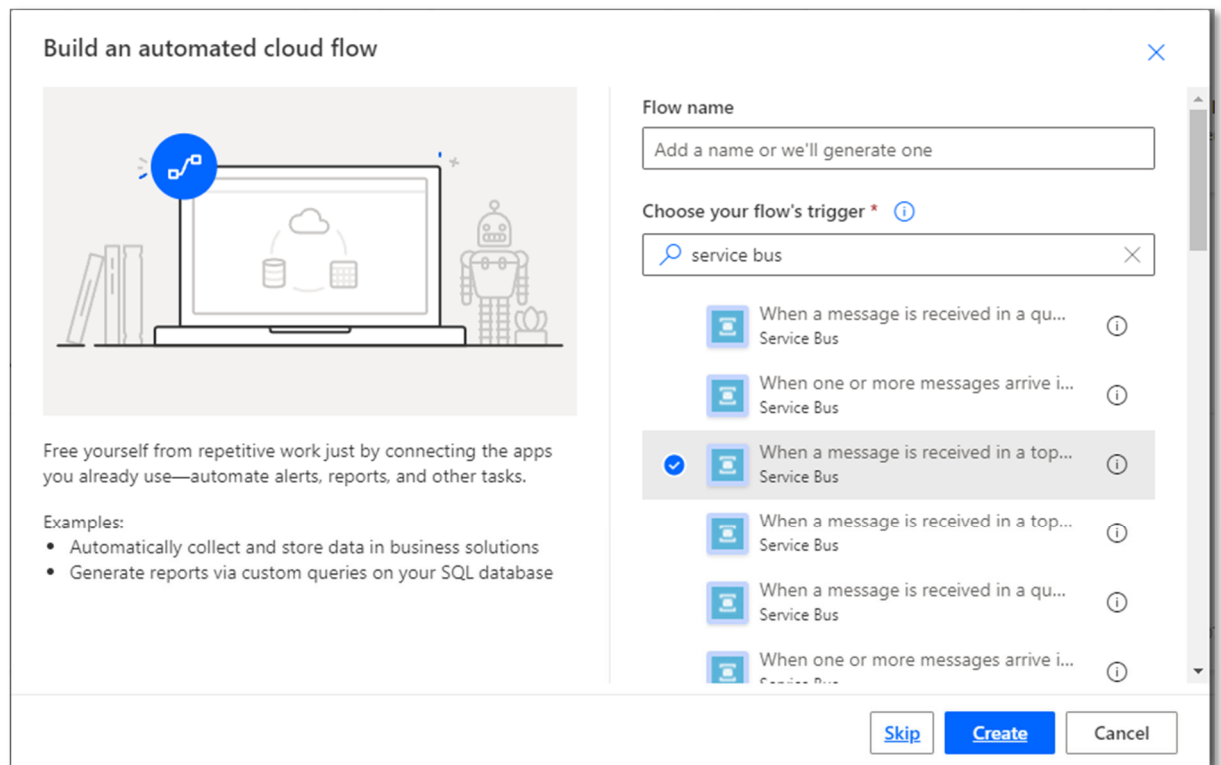 Build an automated cloud flow
Free yourself from repetitive work just by connecting the apps
you already use—automate alerts, reports, and other tasks.
Examples:
• Automatically collect and store data in business solutions
• Generate reports via custom queries on your SQL database
Flow name
Add a name or we'll generate one
Choose your flow's trigger *
service bus
When a message is received in a qu...
Service Bus
When one or more messages arrive i...
Service Bus
When a message is received in a top...
Service Bus
When a message is received in a top...
Service Bus
When a message is received in a qu...
Service Bus
When one or more messages arrive i...
Skip
Create
Cancel